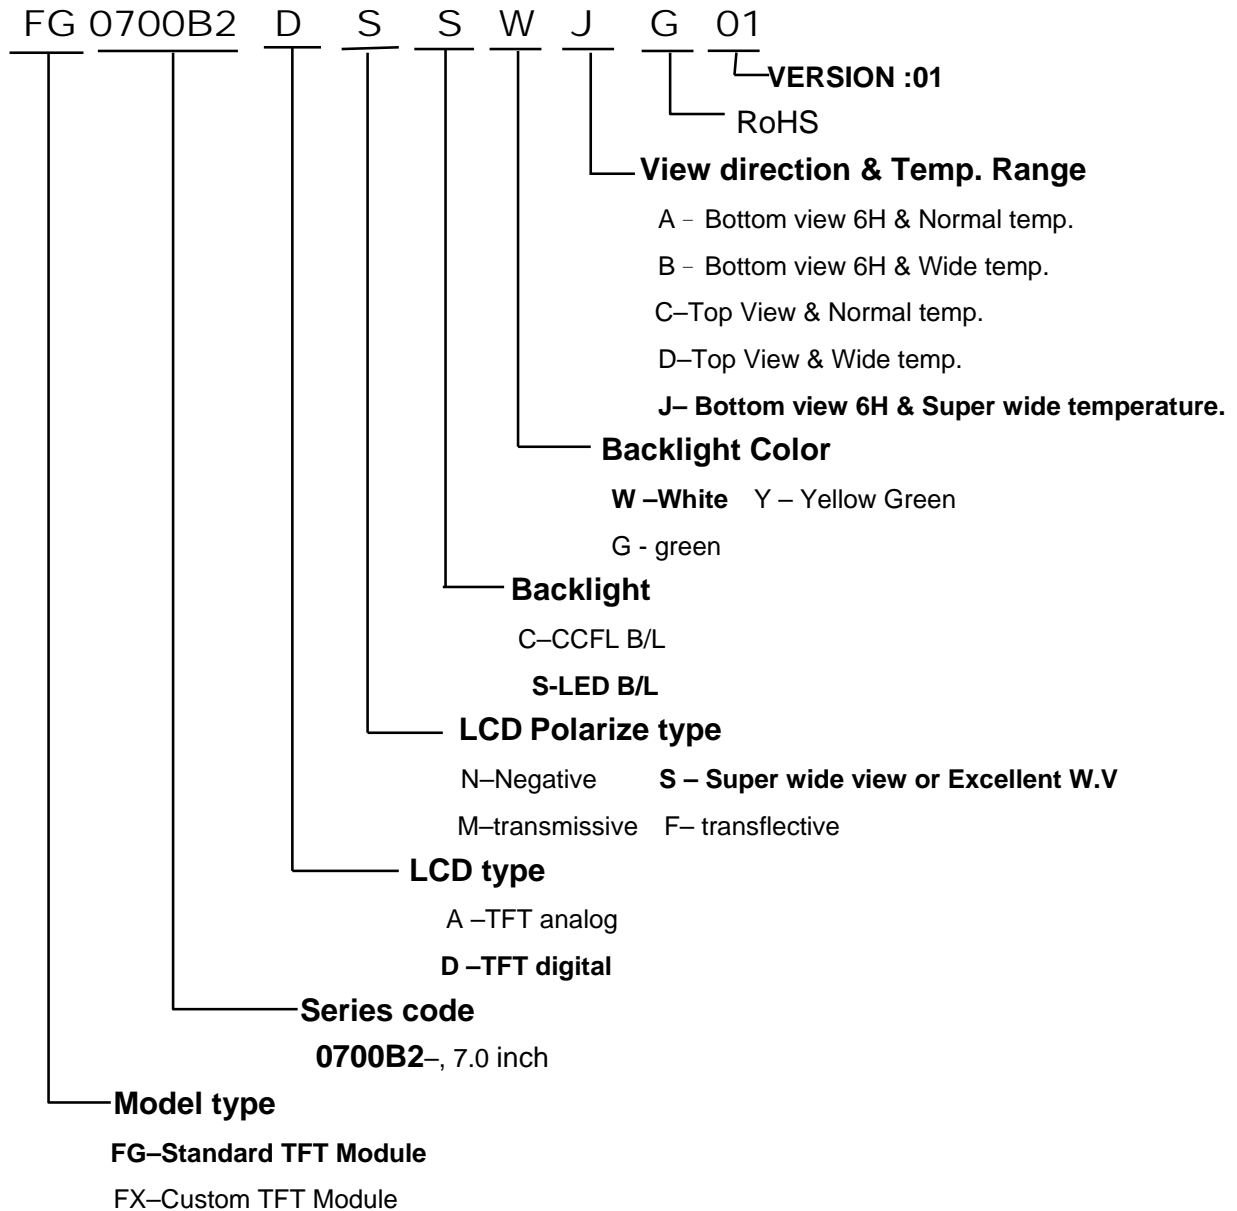 FG 0700B2 D S S W J G 01
VERSION :01
RoHS
View direction & Temp. Range
A – Bottom view 6H & Normal temp.
B – Bottom view 6H & Wide temp.
C–Top View & Normal temp.
D–Top View & Wide temp.
J– Bottom view 6H & Super wide temperature.
Backlight Color
W –White Y – Yellow Green
G - green
Backlight
C–CCFL B/L
S-LED B/L
LCD Polarize type
N–Negative S – Super wide view or Excellent W.V
M–transmissive F– transflective
LCD type
A –TFT analog
D –TFT digital
Series code
0700B2–, 7.0 inch
Model type
FG–Standard TFT Module
FX–Custom TFT Module